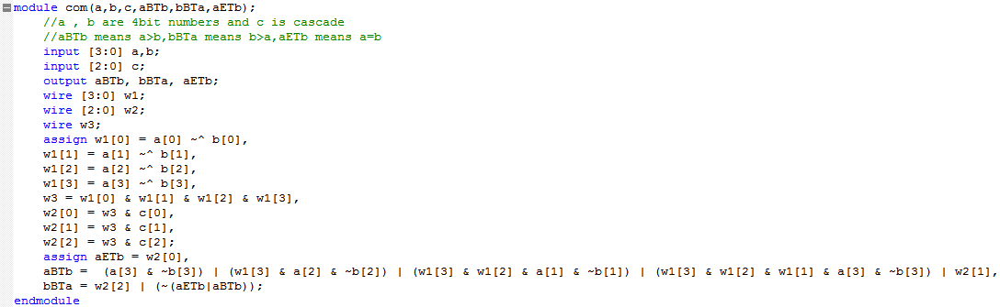 module com(a,b,c,aBTb,bBTa,aETb);
//a , b are 4bit numbers and c is cascade
//aBTb means a>b,bBTa means b>a,aETb means a=b
input [3:0] a,b;
input [2:0] c;
output aBTb, bBTa, aETb;
wire [3:0] w1;
wire [2:0] w2;
wire w3;
assign w1[0] = a[0] ~^ b[0],
w1[1] = a[1] ~^ b[1],
w1[2] = a[2] ~^ b[2],
w1[3] = a[3] ~^ b[3],
w3 = w1[0] & w1[1] & w1[2] & w1[3],
w2[0] = w3 & c[0],
w2[1] = w3 & c[1],
w2[2] = w3 & c[2];
assign aETb = w2[0],
aBTb =  (a[3] & ~b[3]) | (w1[3] & a[2] & ~b[2]) | (w1[3] & w1[2] & a[1] & ~b[1]) | (w1[3] & w1[2] & w1[1] & a[3] & ~b[3]) | w2[1],
bBTa = w2[2] | (~(aETb|aBTb));
endmodule